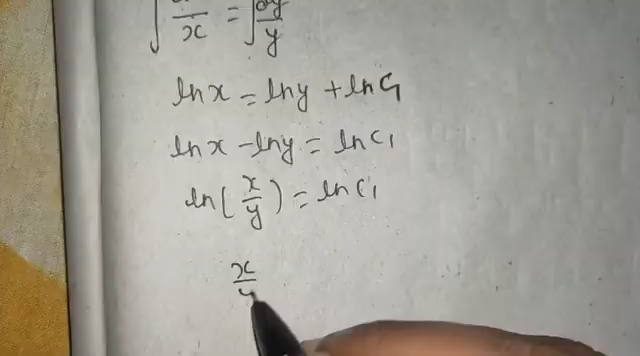 ∫ dx/x = ∫ dy/y
ln x = ln y + ln C1
ln x - ln y = ln C1
ln( x/y ) = ln C1
x/y